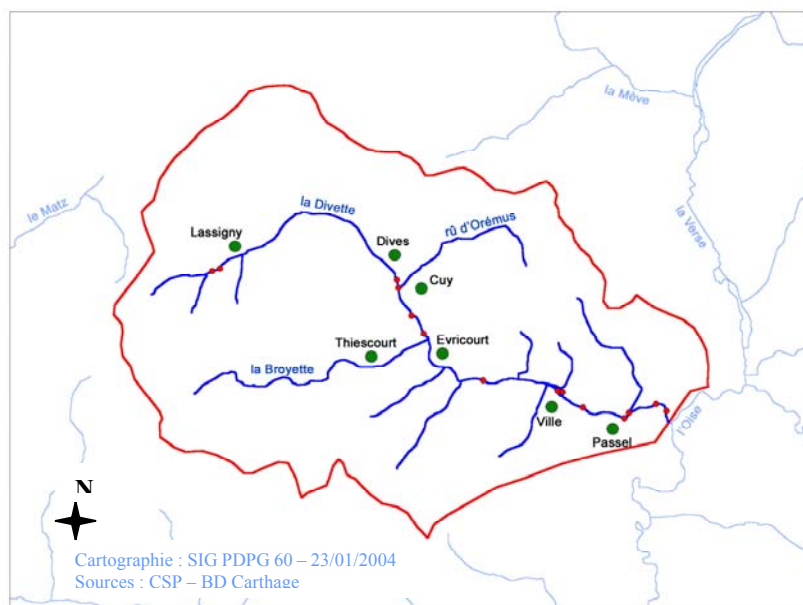 la Mève
le Matz
la Divette
la Verse
Lassigny
Dives
rû d'Orémus
Cuy
Thiescourt
Evricourt
la Broyette
Ville
Passel
l'Oise
N
Cartographie : SIG PDPG 60 – 23/01/2004
Sources : CSP – BD Carthage